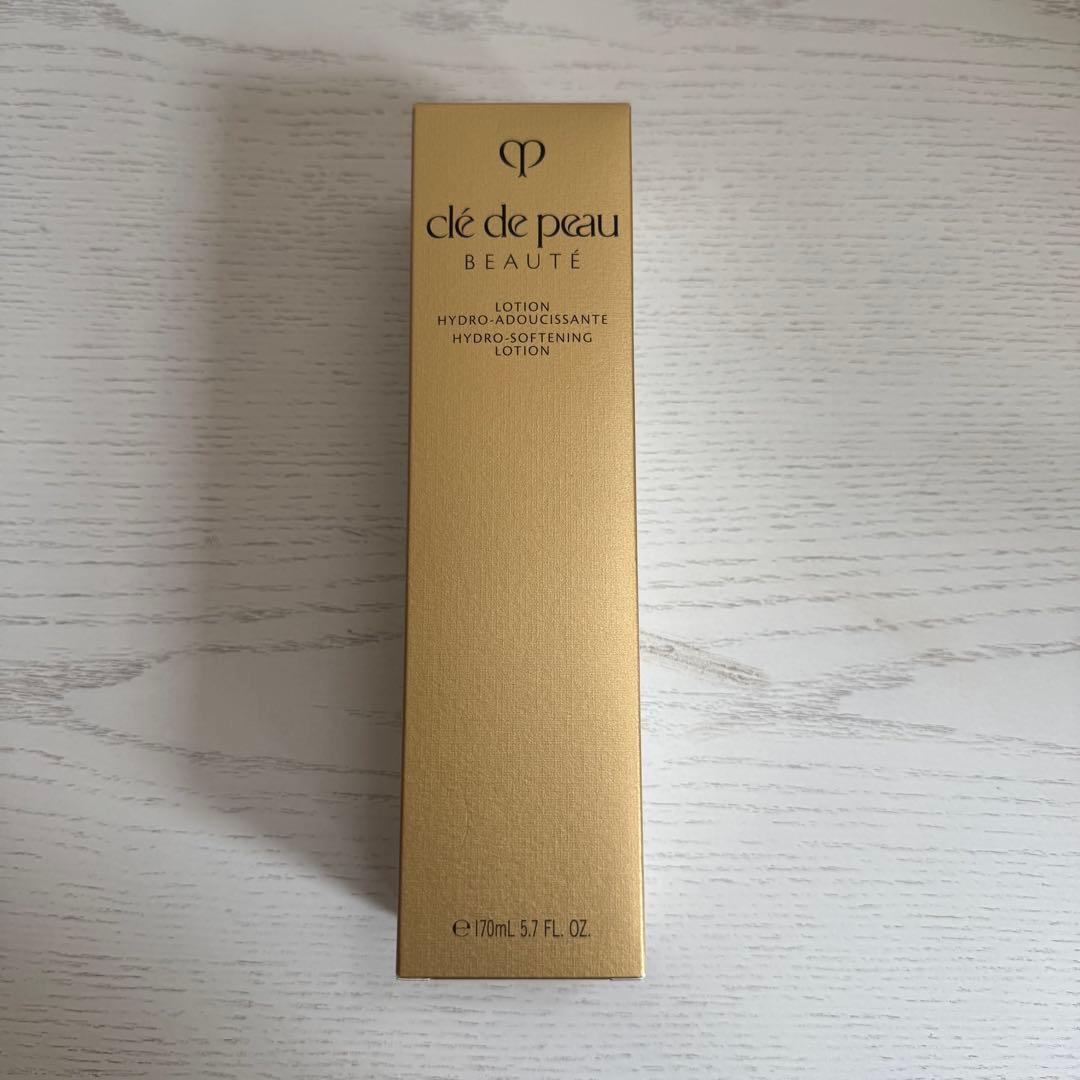 clé de peau
BEAUTÉ
LOTION
HYDRO-ADOUCISSANTE
HYDRO-SOFTENING
LOTION
℮ 170mL 5.7 FL. OZ.